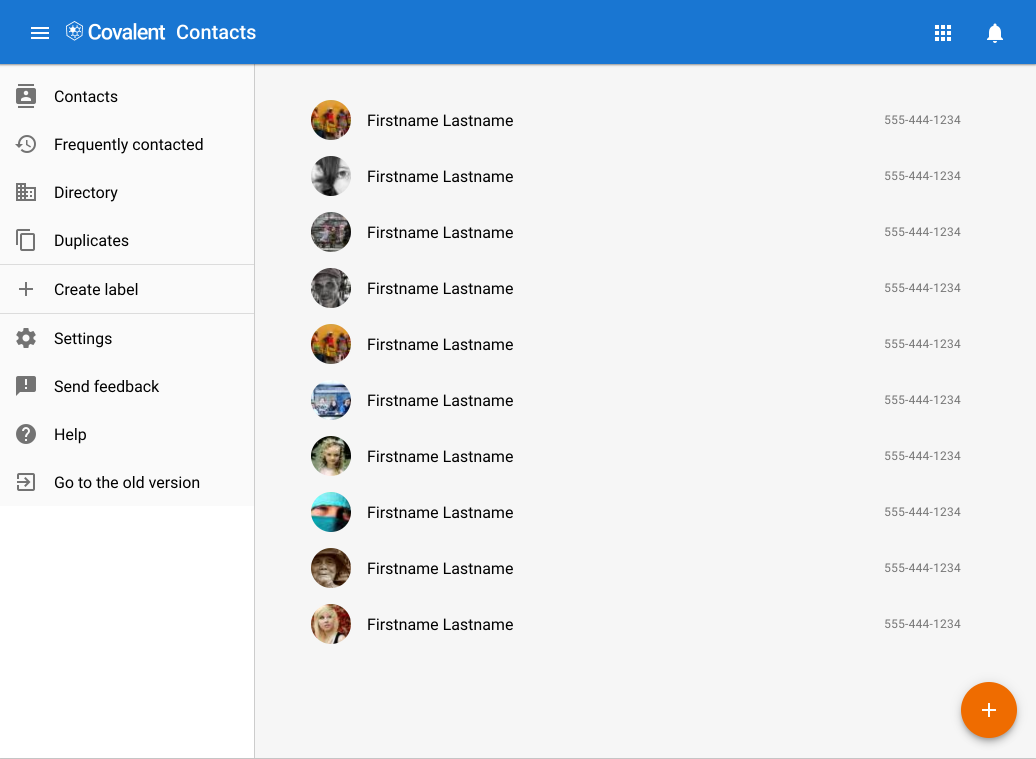 Covalent Contacts
Contacts
Frequently contacted
Directory
Duplicates
Create label
Settings
Send feedback
Help
Go to the old version
Firstname Lastname 555-444-1234
Firstname Lastname 555-444-1234
Firstname Lastname 555-444-1234
Firstname Lastname 555-444-1234
Firstname Lastname 555-444-1234
Firstname Lastname 555-444-1234
Firstname Lastname 555-444-1234
Firstname Lastname 555-444-1234
Firstname Lastname 555-444-1234
Firstname Lastname 555-444-1234